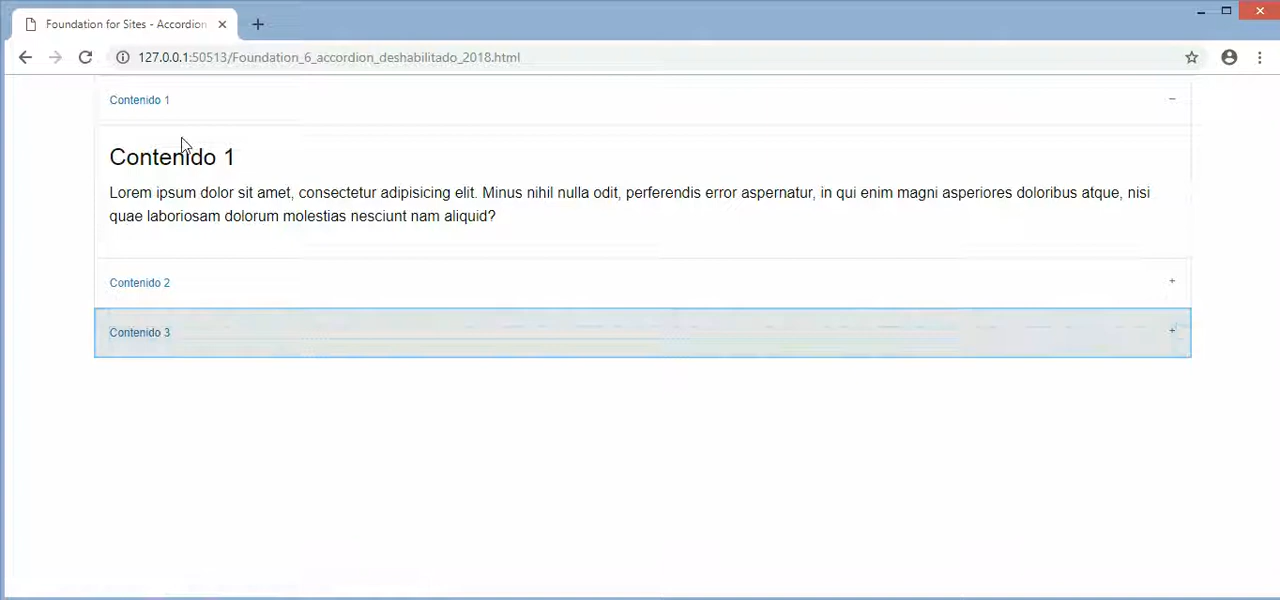 Foundation for Sites - Accordion
127.0.0.1:50513/Foundation_6_accordion_deshabilitado_2018.html
Contenido 1
Contenido 1
Lorem ipsum dolor sit amet, consectetur adipisicing elit. Minus nihil nulla odit, perferendis error aspernatur, in qui enim magni asperiores doloribus atque, nisi
quae laboriosam dolorum molestias nesciunt nam aliquid?
Contenido 2
Contenido 3